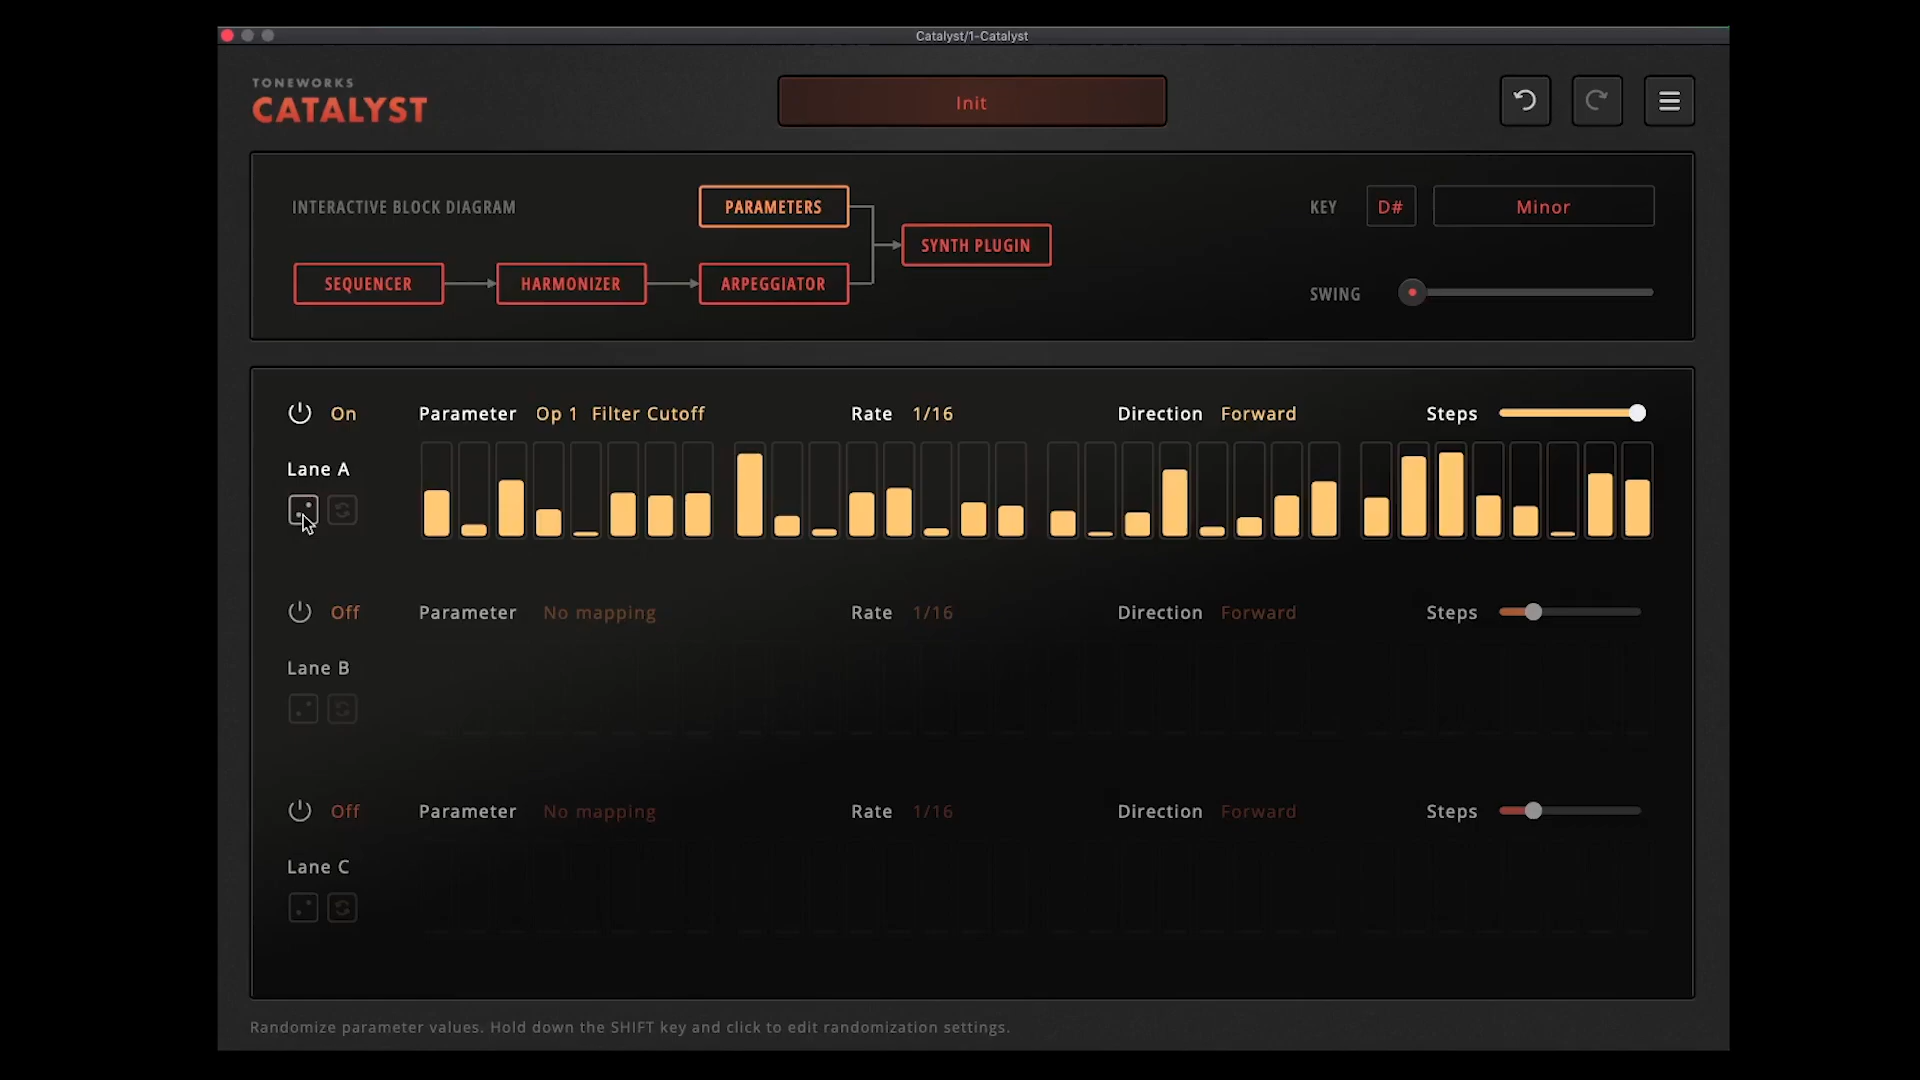 Catalyst/1-Catalyst
TONEWORKS
CATALYST
Init
INTERACTIVE BLOCK DIAGRAM
PARAMETERS
SYNTH PLUGIN
SEQUENCER
HARMONIZER
ARPEGGIATOR
KEY D# Minor
SWING
On Parameter Op 1 Filter Cutoff Rate 1/16 Direction Forward Steps
Lane A
Off Parameter No mapping Rate 1/16 Direction Forward Steps
Lane B
Off Parameter No mapping Rate 1/16 Direction Forward Steps
Lane C
Randomize parameter values. Hold down the SHIFT key and click to edit randomization settings.